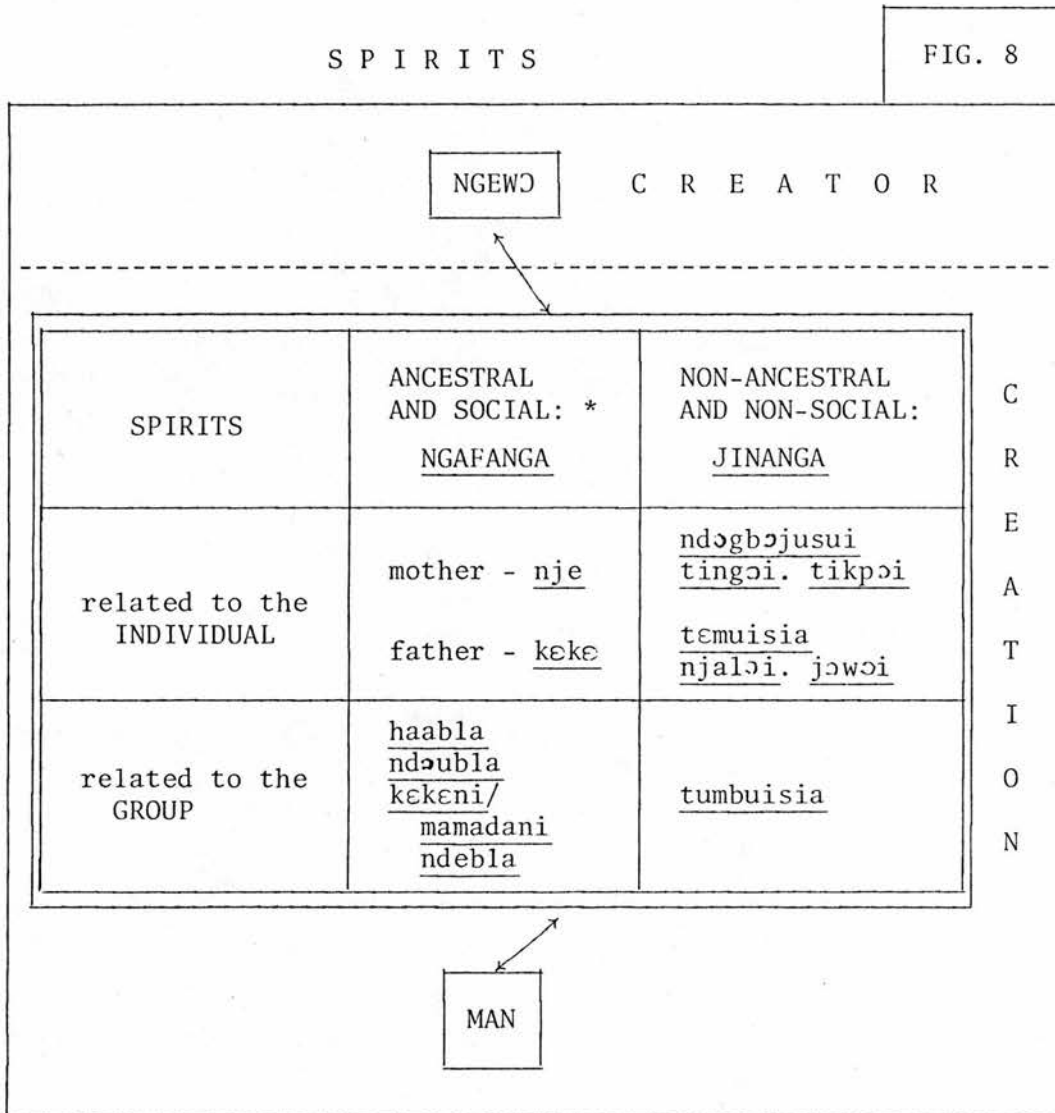 S P I R I T S
FIG. 8
NGEWƆ
C R E A T O R
SPIRITS
ANCESTRAL
AND SOCIAL: *
NGAFANGA
NON-ANCESTRAL
AND NON-SOCIAL:
JINANGA
related to the
INDIVIDUAL
mother - nje
father - kɛkɛ
ndɔgbɔjusui
tingɔi. tikpɔi
tɛmuisia
njalɔi. jɔwɔi
related to the
GROUP
haabla
ndɔubla
kɛkɛni/
mamadani
ndebla
tumbuisia
C R E A T I O N
MAN